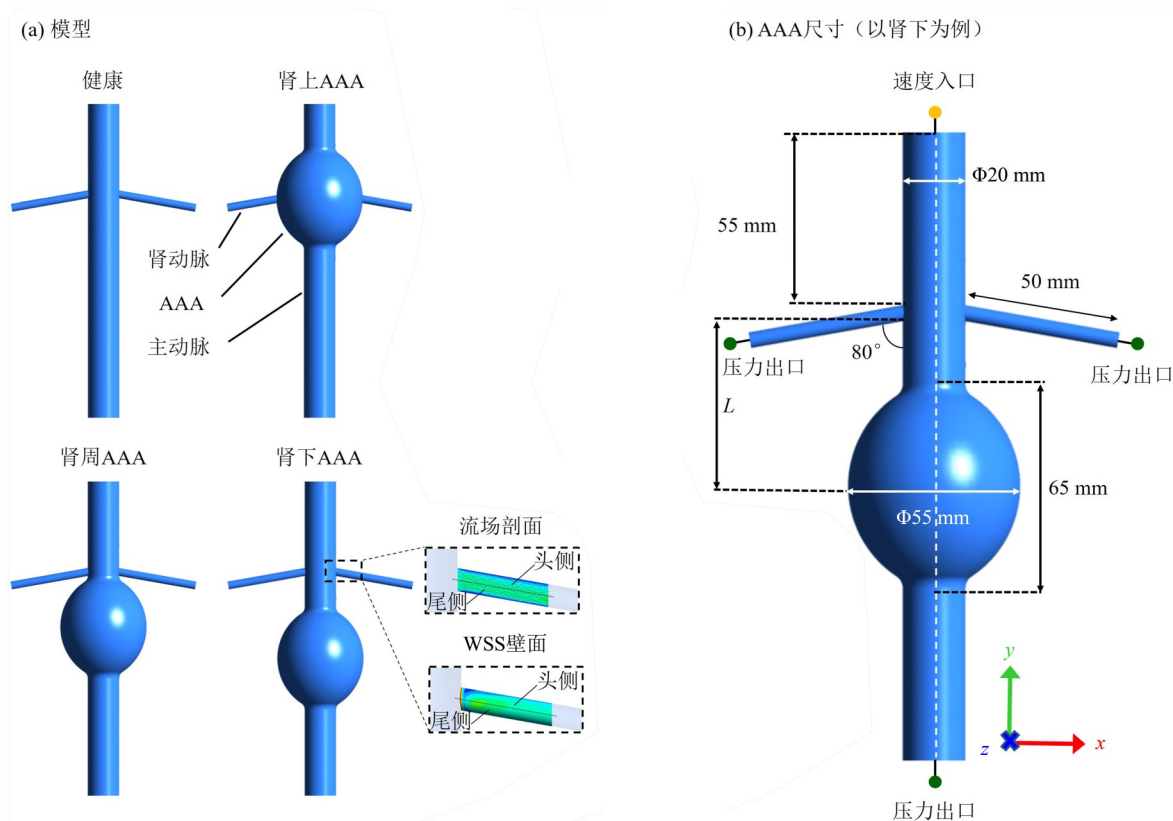 (a) 模型
健康
肾上AAA
肾动脉
AAA
主动脉
肾周AAA
肾下AAA
流场剖面
头侧
尾侧
WSS壁面
头侧
尾侧
(b) AAA尺寸（以肾下为例）
速度入口
Φ20 mm
55 mm
50 mm
80°
压力出口
压力出口
L
65 mm
Φ55 mm
y
z
x
压力出口